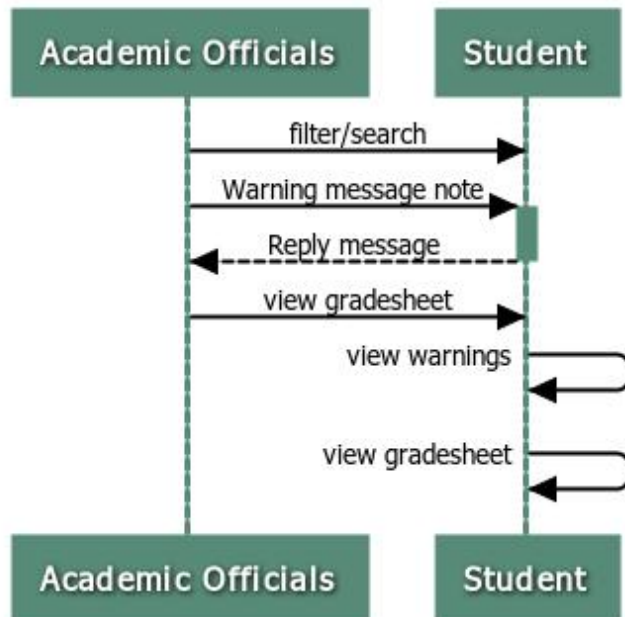 Academic Officials
Student
filter/search
Warning message note
Reply message
view gradesheet
view warnings
view gradesheet
Academic Officials
Student